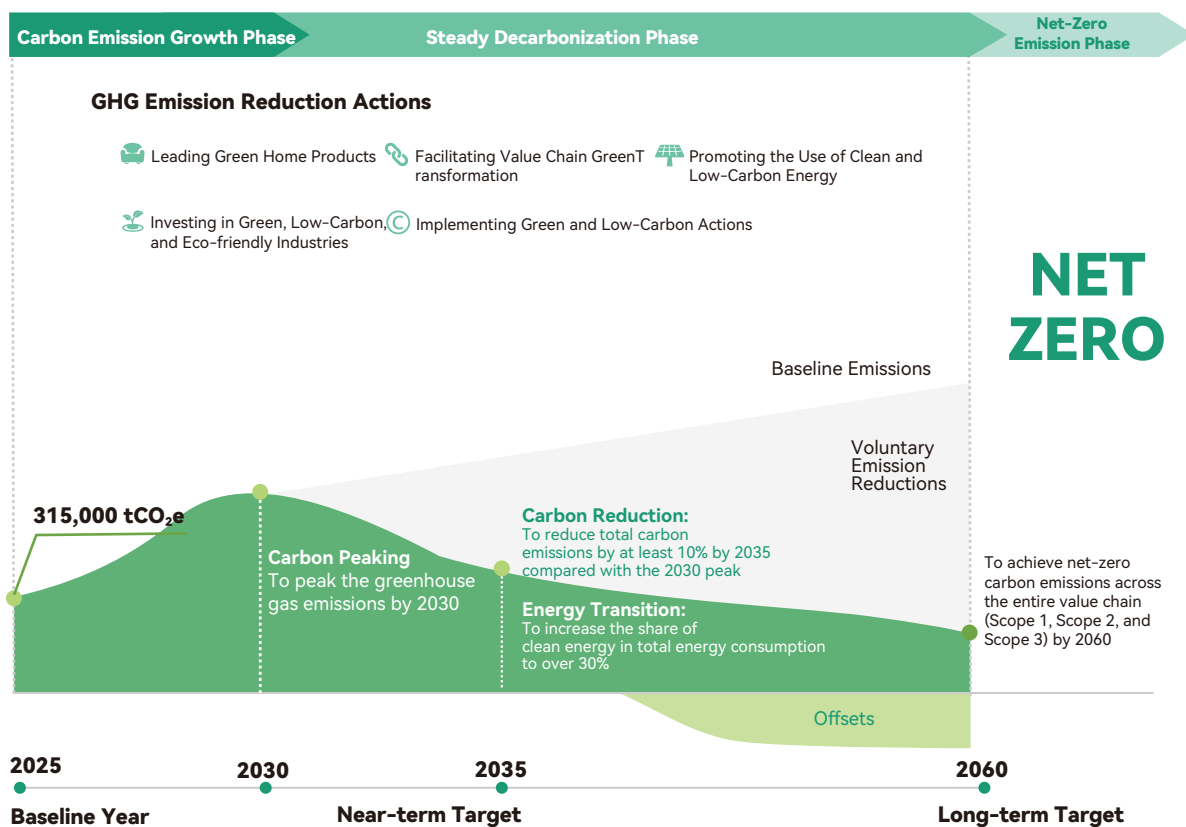 Carbon Emission Growth Phase
Steady Decarbonization Phase
Net-Zero
Emission Phase
GHG Emission Reduction Actions
Leading Green Home Products
Facilitating Value Chain GreenT
ransformation
Promoting the Use of Clean and
Low-Carbon Energy
Investing in Green, Low-Carbon,
and Eco-friendly Industries
C
Implementing Green and Low-Carbon Actions
NET
ZERO
Baseline Emissions
Voluntary
Emission
Reductions
315,000 tCO₂e
Carbon Peaking
To peak the greenhouse
gas emissions by 2030
Carbon Reduction:
To reduce total carbon
emissions by at least 10% by 2035
compared with the 2030 peak
Energy Transition:
To increase the share of
clean energy in total energy consumption
to over 30%
To achieve net-zero
carbon emissions across
the entire value chain
(Scope 1, Scope 2, and
Scope 3) by 2060
Offsets
2025
2030
2035
2060
Baseline Year
Near-term Target
Long-term Target